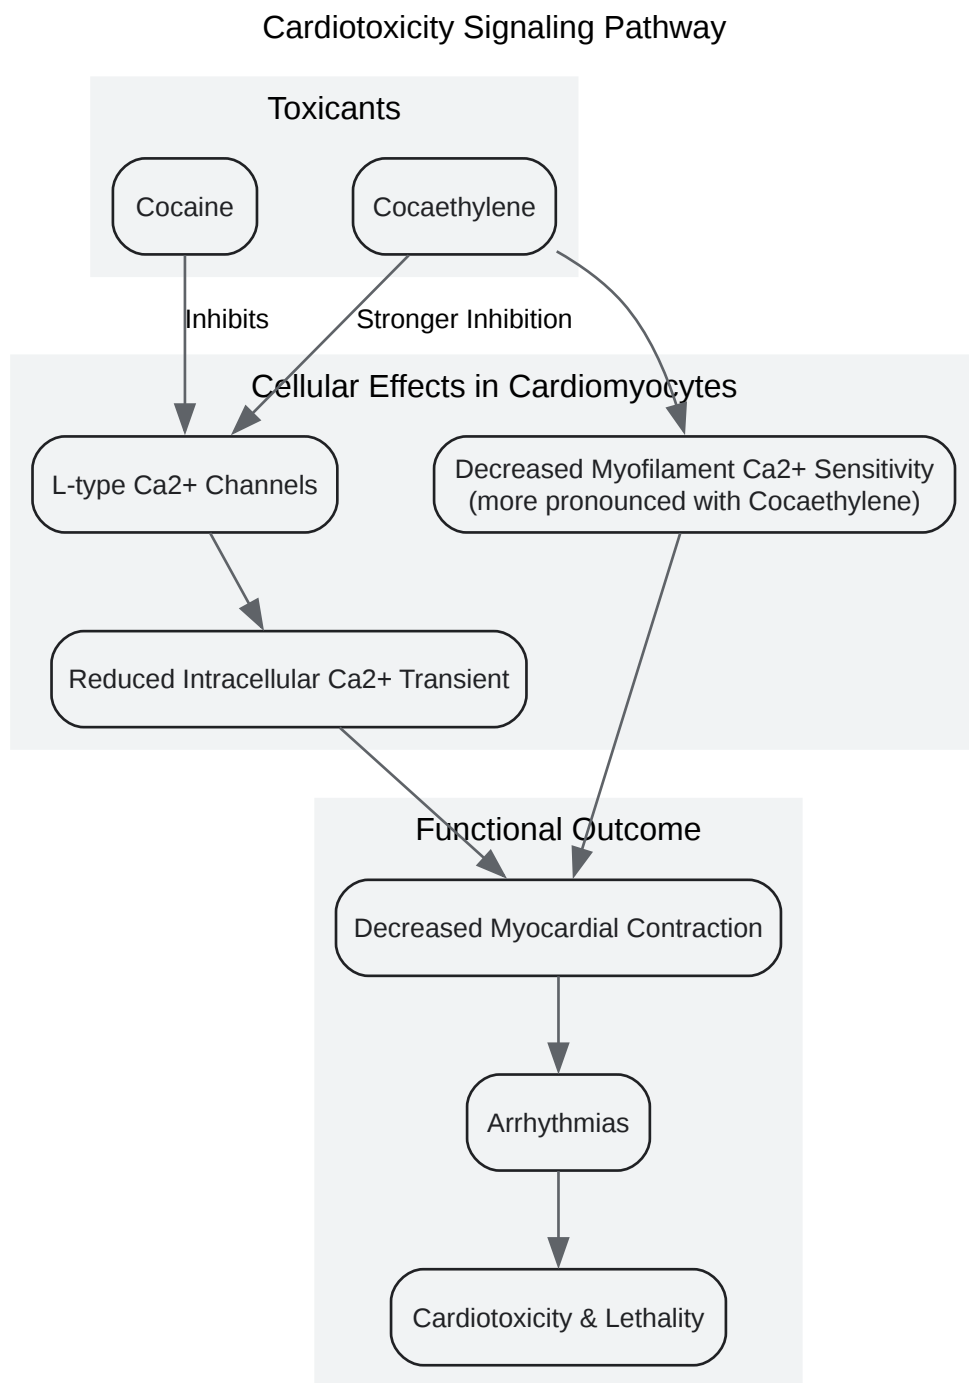 Cardiotoxicity Signaling Pathway
Toxicants
Cocaine
Cocaethylene
Inhibits
Stronger Inhibition
Cellular Effects in Cardiomyocytes
L-type Ca2+ Channels
Decreased Myofilament Ca2+ Sensitivity
(more pronounced with Cocaethylene)
Reduced Intracellular Ca2+ Transient
Functional Outcome
Decreased Myocardial Contraction
Arrhythmias
Cardiotoxicity & Lethality